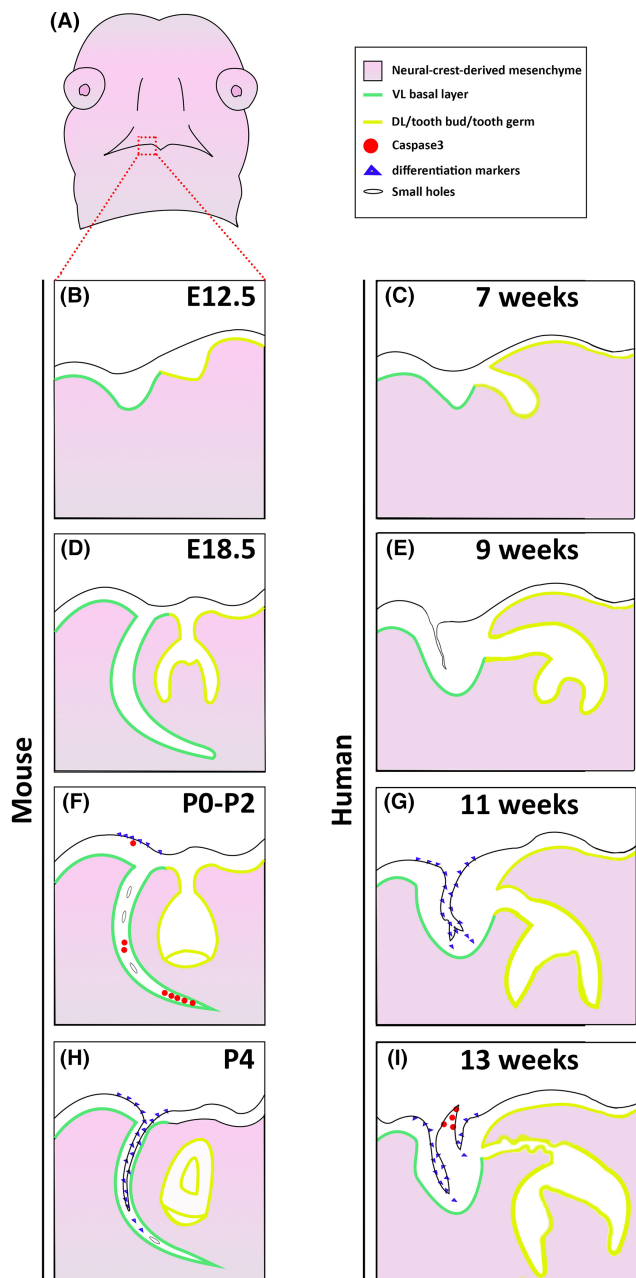 (A)
Neural-crest-derived mesenchyme
VL basal layer
DL/tooth bud/tooth germ
Caspase3
differentiation markers
Small holes
Mouse
Human
(B) E12.5
(C) 7 weeks
(D) E18.5
(E) 9 weeks
(F) P0-P2
(G) 11 weeks
(H) P4
(I) 13 weeks